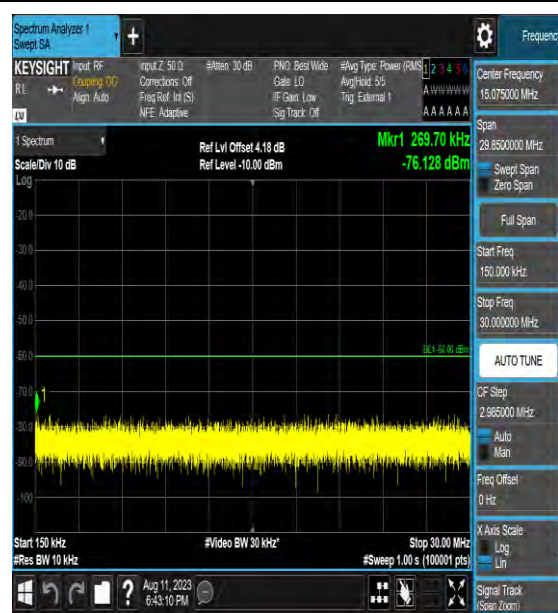 Spectrum Analyzer 1
Swept SA
+
Frequency
KEYSIGHT
Input: RF
Coupling: DC
Align: Auto
Input Z: 50 Ω
Corrections: Off
Freq Ref: Int (S)
NFE: Adaptive
#Atten: 30 dB
PNO: Best Wide
Gate: LO
IF Gain: Low
Sig Track: Off
#Avg Type: Power (RMS
Avg|Hold: 5/5
Trig: External 1
1 2 3 4 5 6
A W W W W W
A A A A A A
LW
1 Spectrum
Scale/Div 10 dB
Log
Ref Lvl Offset 4.18 dB
Ref Level -10.00 dBm
Mkr1 269.70 kHz
-76.128 dBm
-20.0
-30.0
-40.0
-50.0
-60.0
-70.0
-80.0
-90.0
-100
DL1 -60.00 dBm
1
Start 150 kHz
#Res BW 10 kHz
#Video BW 30 kHz*
Stop 30.00 MHz
#Sweep 1.00 s (100001 pts)
Center Frequency
15.075000 MHz
Span
29.8500000 MHz
Swept Span
Zero Span
Full Span
Start Freq
150.000 kHz
Stop Freq
30.000000 MHz
AUTO TUNE
CF Step
2.985000 MHz
Auto
Man
Freq Offset
0 Hz
X Axis Scale
Log
Lin
Signal Track
(Span Zoom)
?
Aug 11, 2023
6:43:10 PM